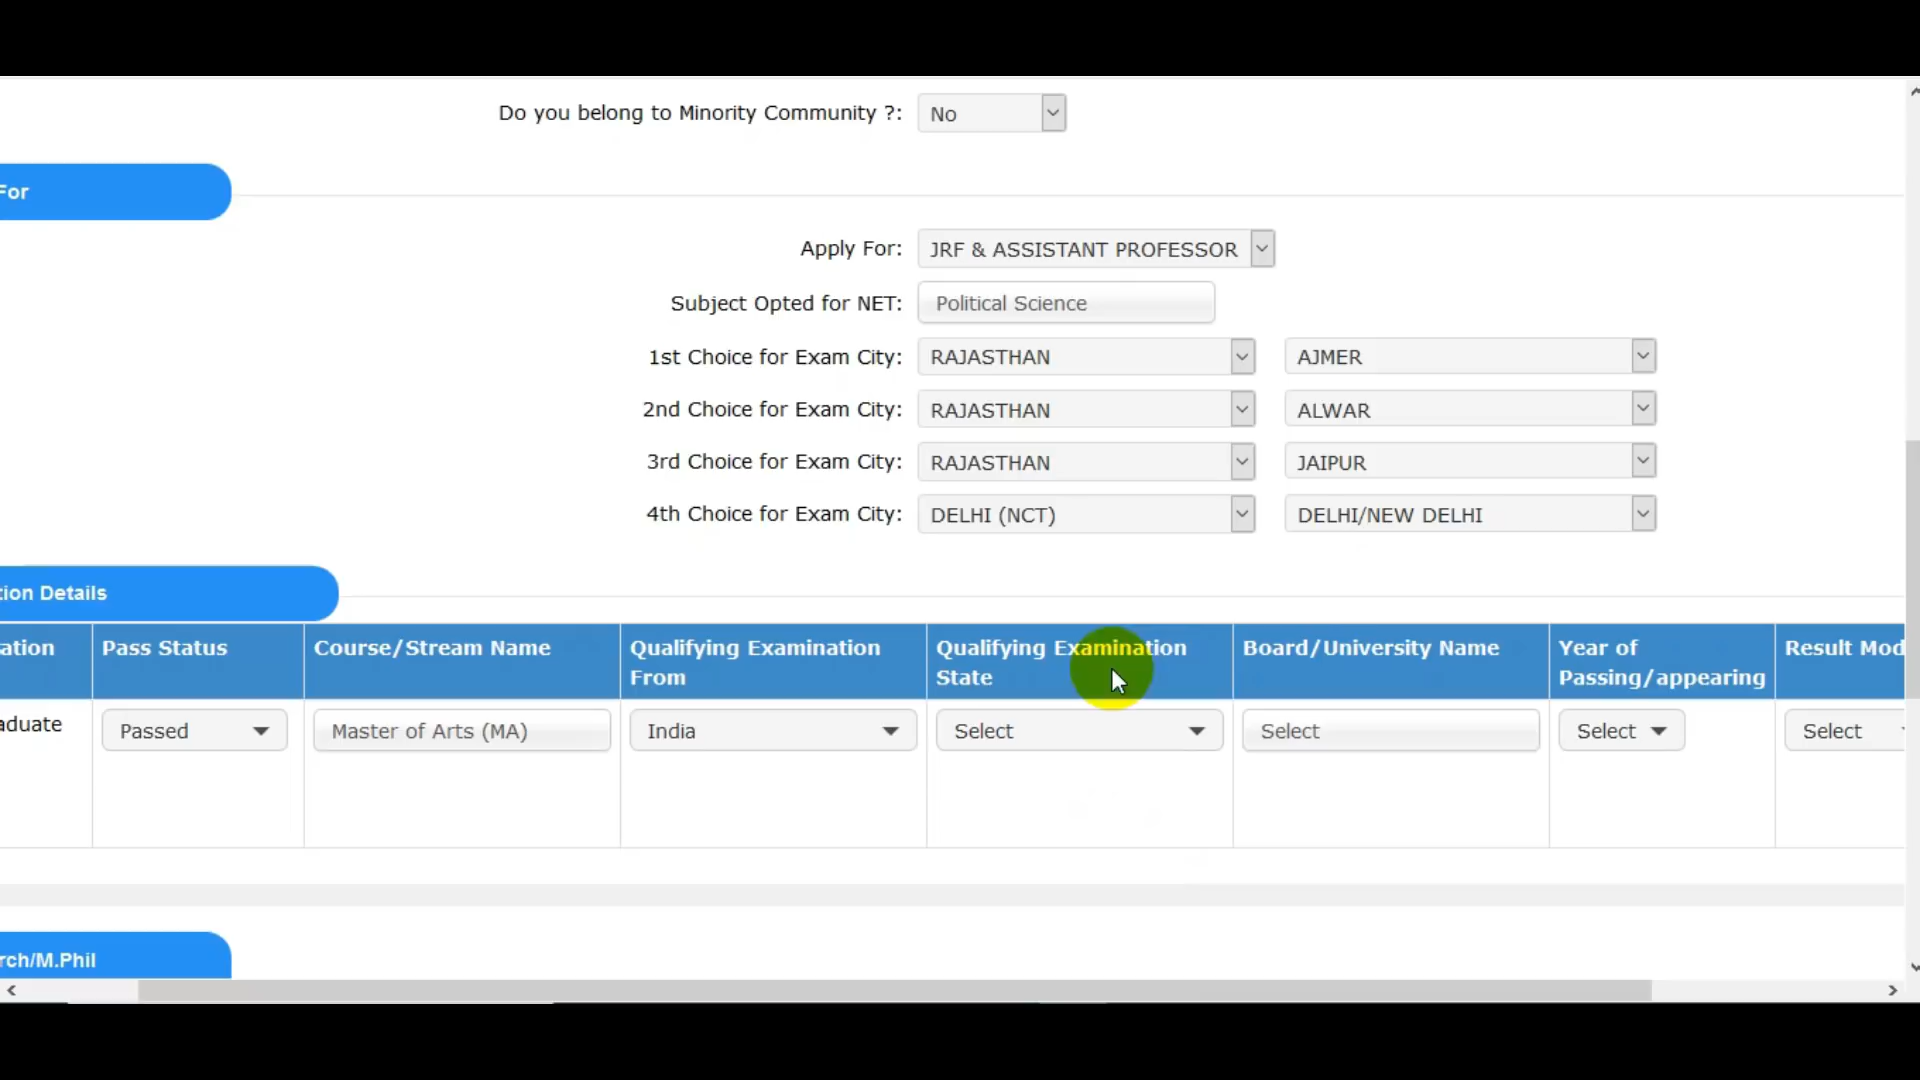 Do you belong to Minority Community ?: No
For
Apply For: JRF & ASSISTANT PROFESSOR
Subject Opted for NET: Political Science
1st Choice for Exam City: RAJASTHAN AJMER
2nd Choice for Exam City: RAJASTHAN ALWAR
3rd Choice for Exam City: RAJASTHAN JAIPUR
4th Choice for Exam City: DELHI (NCT) DELHI/NEW DELHI
tion Details
ation Pass Status Course/Stream Name Qualifying Examination From Qualifying Examination State Board/University Name Year of Passing/appearing Result Mod
aduate Passed Master of Arts (MA) India Select Select Select Select
rch/M.Phil